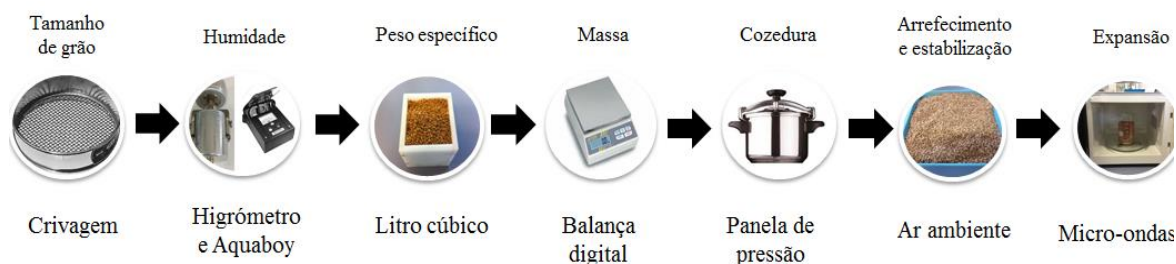 Tamanho
de grão
Humidade
Peso específico
Massa
Cozedura
Arrefecimento
e estabilização
Expansão
Crivagem
Higrómetro
e Aquaboy
Litro cúbico
Balança
digital
Panela de
pressão
Ar ambiente
Micro-ondas